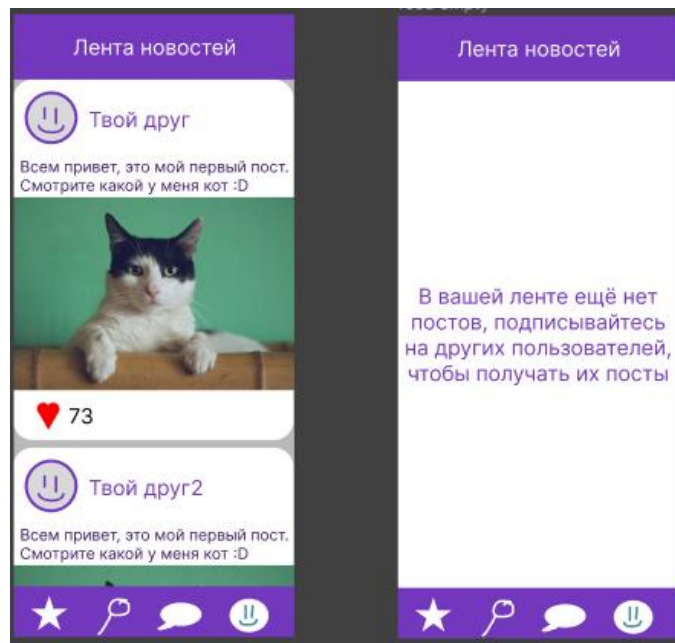 Лента новостей
Твой друг
Всем привет, это мой первый пост.
Смотрите какой у меня кот :D
73
Твой друг2
Всем привет, это мой первый пост.
Смотрите какой у меня кот :D
Лента новостей
В вашей ленте ещё нет
постов, подписывайтесь
на других пользователей,
чтобы получать их посты